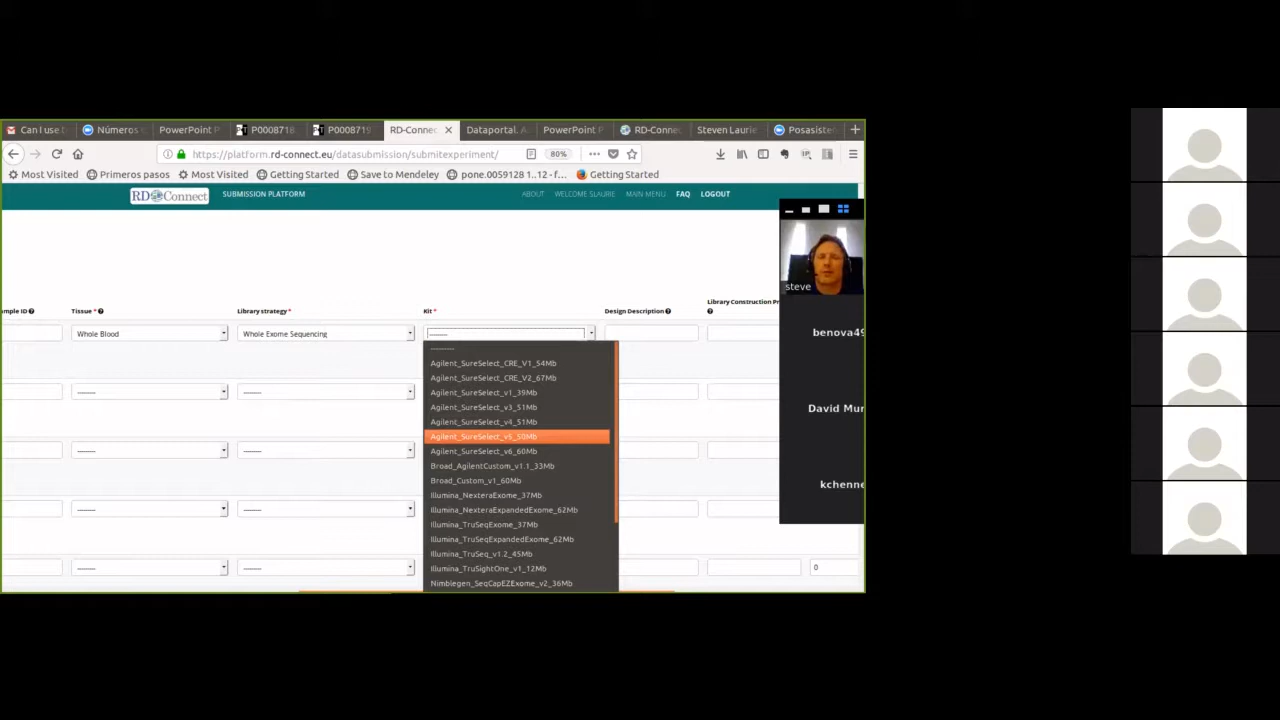 Can I use
Números
PowerPoint P
P0008718
P0008719
RD-Connec
Dataportal. A
PowerPoint P
RD-Conne
Steven Laurie
Posasisten
https://platform.rd-connect.eu/datasubmission/submitexperiment/
80%
Most Visited
Primeros pasos
Most Visited
Getting Started
Save to Mendeley
pone.0059128 1..12 - f...
Getting Started
RD Connect
SUBMISSION PLATFORM
ABOUT
WELCOME SLAURIE
MAIN MENU
FAQ
LOGOUT
steve
benova49
David Mur
kchenne
mple ID
Tissue *
Library strategy *
Kit *
Design Description
Library Construction Pr
Whole Blood
Whole Exome Sequencing
--------
--------
Agilent_SureSelect_CRE_V1_54Mb
Agilent_SureSelect_CRE_V2_67Mb
Agilent_SureSelect_v1_39Mb
Agilent_SureSelect_v3_51Mb
Agilent_SureSelect_v4_51Mb
Agilent_SureSelect_v5_50Mb
Agilent_SureSelect_v6_60Mb
Broad_AgilentCustom_v1.1_33Mb
Broad_Custom_v1_60Mb
Illumina_NexteraExome_37Mb
Illumina_NexteraExpandedExome_62Mb
Illumina_TruSeqExome_37Mb
Illumina_TruSeqExpandedExome_62Mb
Illumina_TruSeq_v1.2_45Mb
Illumina_TruSightOne_v1_12Mb
Nimblegen_SeqCapEZExome_v2_36Mb
0